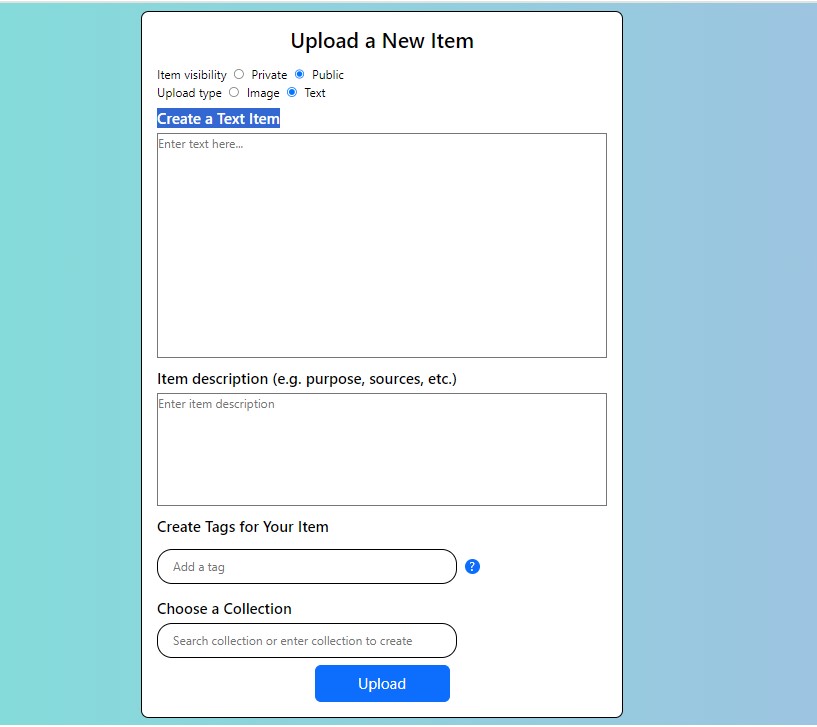 Upload a New Item
Item visibility Private Public
Upload type Image Text
Create a Text Item
Enter text here...
Item description (e.g. purpose, sources, etc.)
Enter item description
Create Tags for Your Item
Add a tag ?
Choose a Collection
Search collection or enter collection to create
Upload